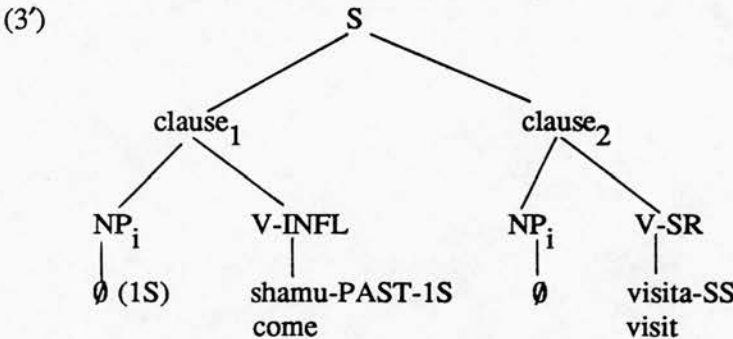 (3′) S
clause₁ clause₂
NPᵢ V-INFL NPᵢ V-SR
∅ (1S) shamu-PAST-1S ∅ visita-SS
come visit